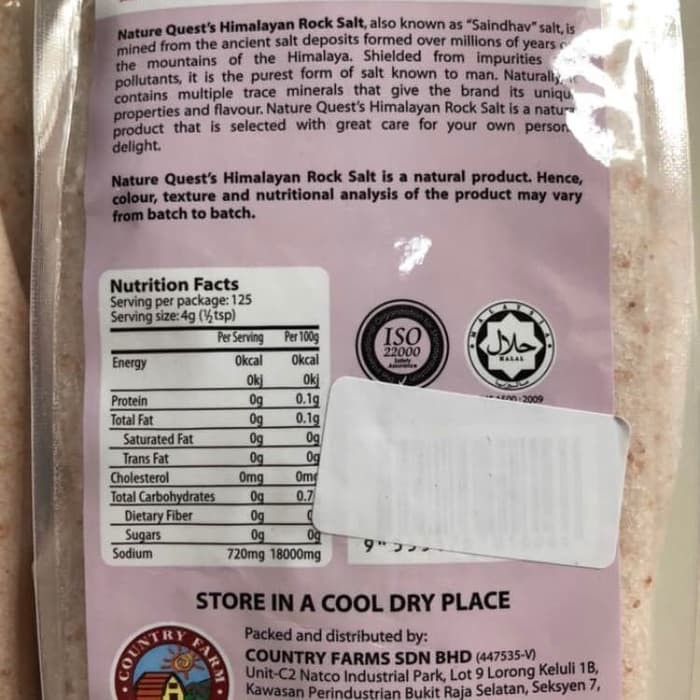 Nature Quest's Himalayan Rock Salt, also known as "Saindhav" salt, is
mined from the ancient salt deposits formed over millions of years
the mountains of the Himalaya. Shielded from impurities
pollutants, it is the purest form of salt known to man. Naturally,
contains multiple trace minerals that give the brand its
properties and flavour. Nature Quest's Himalayan Rock Salt is a
product that is selected with great care for your own
delight.
Nature Quest's Himalayan Rock Salt is a natural product. Hence,
colour, texture and nutritional analysis of the product may vary
from batch to batch.
Nutrition Facts
Serving per package: 125
Serving size: 4g (½ tsp)
Per Serving Per 100g
Energy 0kcal 0kcal
0kj 0kj
Protein 0g 0.1g
Total Fat 0g 0.1g
Saturated Fat 0g 0g
Trans Fat 0g 0g
Cholesterol 0mg
Total Carbohydrates 0g
Dietary Fiber 0g
Sugars 0g 0g
Sodium 720mg 18000mg
ISO
22000
Safety
Assurance
MALAYSIA
حلال
HALAL
STORE IN A COOL DRY PLACE
COUNTRY FARM
Packed and distributed by:
COUNTRY FARMS SDN BHD (447535-V)
Unit-C2 Natco Industrial Park, Lot 9 Lorong Keluli 1B,
Kawasan Perindustrian Bukit Raja Selatan, Seksyen 7,